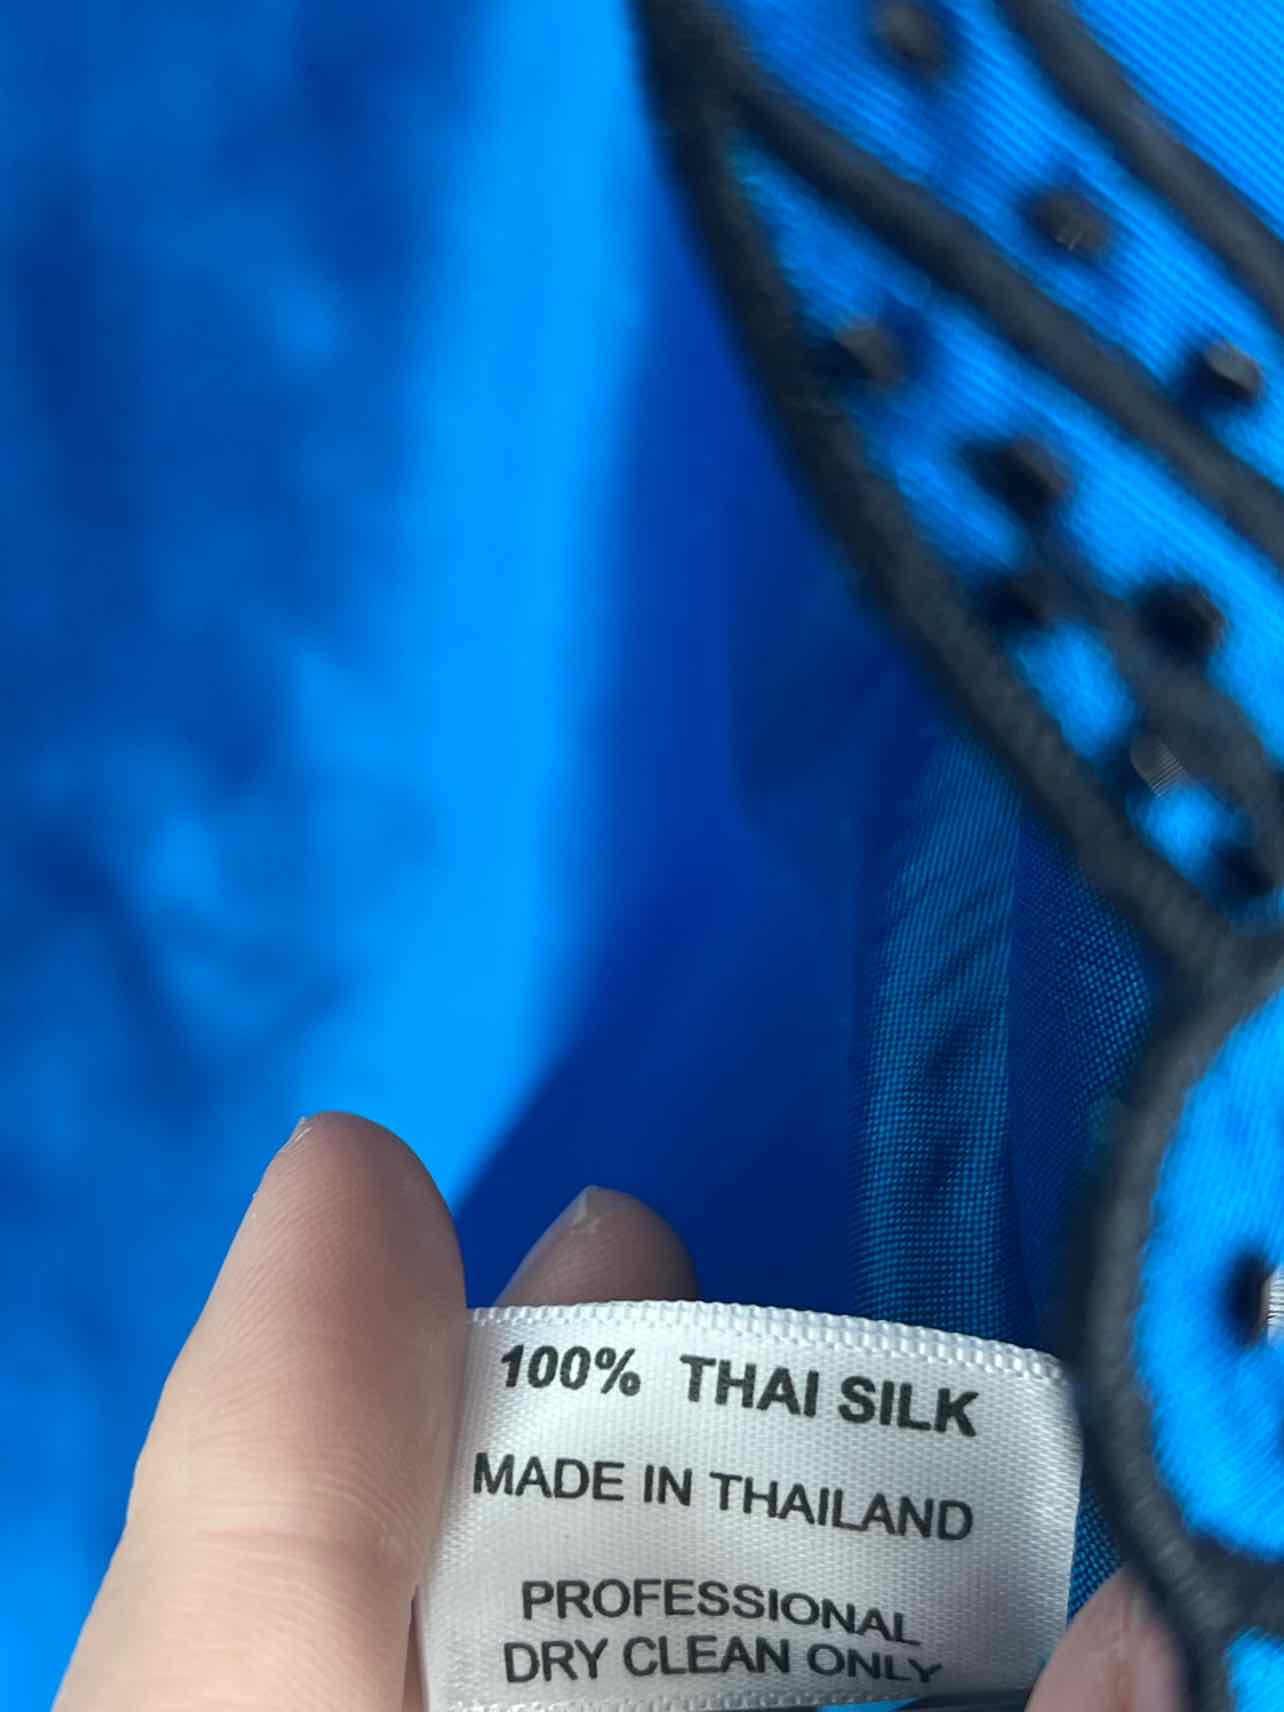 100% THAI SILK
MADE IN THAILAND
PROFESSIONAL
DRY CLEAN ONLY